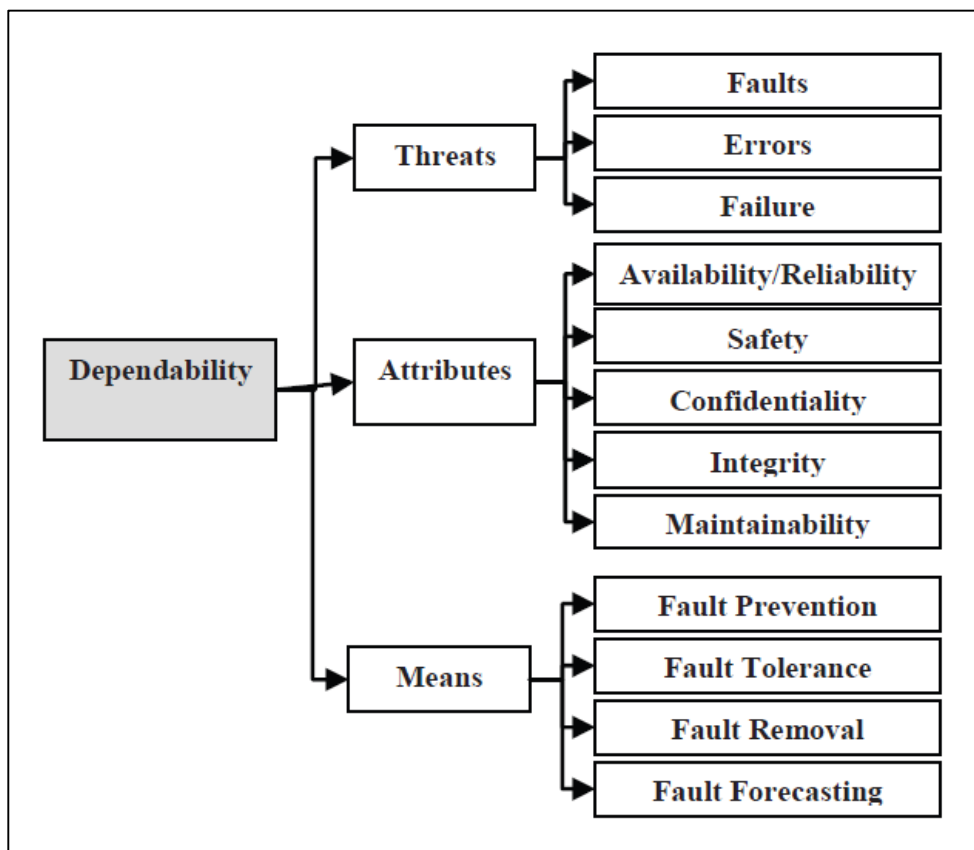 Dependability
Threats
Faults
Errors
Failure
Attributes
Availability/Reliability
Safety
Confidentiality
Integrity
Maintainability
Means
Fault Prevention
Fault Tolerance
Fault Removal
Fault Forecasting